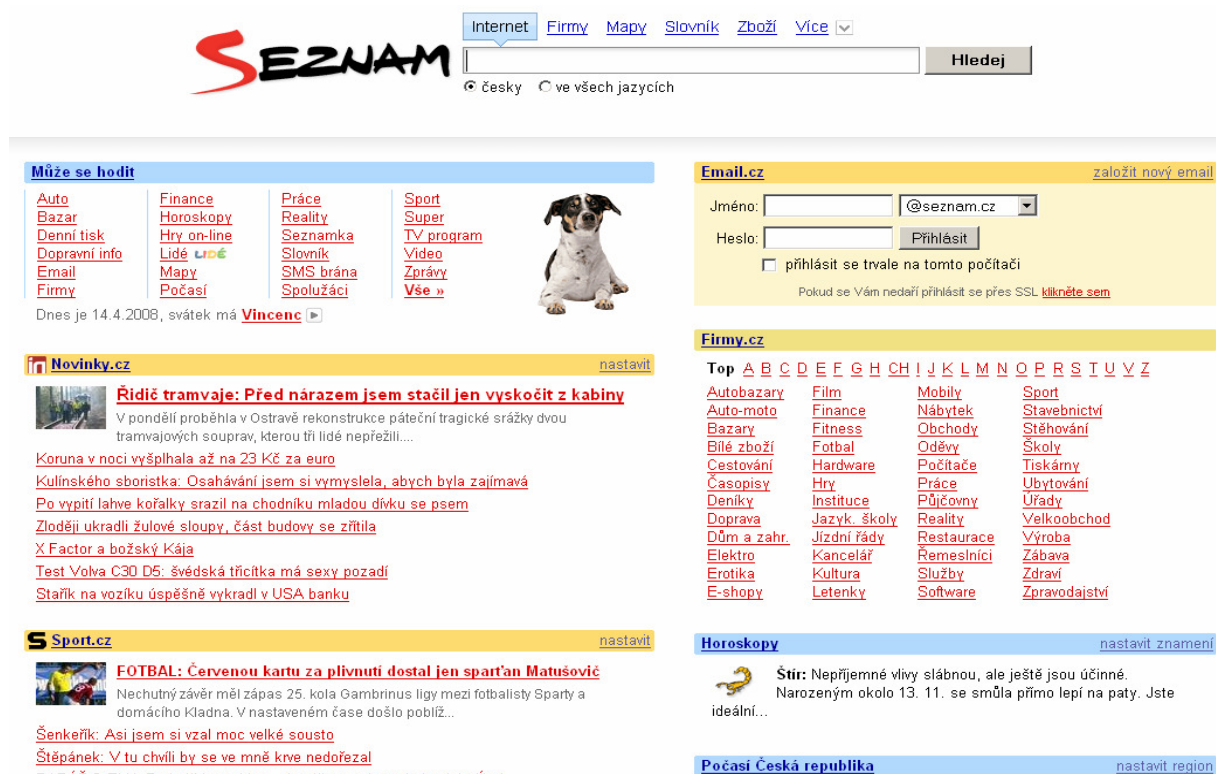 SEZNAM
Internet Firmy Mapy Slovník Zboží Více
Hledej
česky ve všech jazycích
Může se hodit
Auto Finance Práce Sport
Bazar Horoskopy Reality Super
Denní tisk Hry on-line Seznamka TV program
Dopravní info Lidé LIDÉ Slovník Video
Email Mapy SMS brána Zprávy
Firmy Počasí Spolužáci Vše »
Dnes je 14.4.2008, svátek má Vincenc
Novinky.cz nastavit
Řidič tramvaje: Před nárazem jsem stačil jen vyskočit z kabiny
V pondělí proběhla v Ostravě rekonstrukce páteční tragické srážky dvou
tramvajových souprav, kterou tři lidé nepřežili....
Koruna v noci vyšplhala až na 23 Kč za euro
Kulínského sboristka: Osahávání jsem si vymyslela, abych byla zajímavá
Po vypití lahve kořalky srazil na chodníku mladou dívku se psem
Zloději ukradli žulové sloupy, část budovy se zřítila
X Factor a božský Kája
Test Volva C30 D5: švédská třicítka má sexy pozadí
Stařík na vozíku úspěšně vykradl v USA banku
Sport.cz nastavit
FOTBAL: Červenou kartu za plivnutí dostal jen sparťan Matušovič
Nechutný závěr měl zápas 25. kola Gambrinus ligy mezi fotbalisty Sparty a
domácího Kladna. V nastaveném čase došlo poblíž...
Šenkeřík: Asi jsem si vzal moc velké sousto
Štěpánek: V tu chvíli by se ve mně krve nedořezal
Email.cz založit nový email
Jméno: @seznam.cz
Heslo: Přihlásit
přihlásit se trvale na tomto počítači
Pokud se Vám nedaří přihlásit se přes SSL klikněte sem
Firmy.cz
Top A B C D E F G H CH I J K L M N O P R S T U V Z
Autobazary Film Mobily Sport
Auto-moto Finance Nábytek Stavebnictví
Bazary Fitness Obchody Stěhování
Bílé zboží Fotbal Oděvy Školy
Cestování Hardware Počítače Tiskárny
Časopisy Hry Práce Ubytování
Deníky Instituce Půjčovny Úřady
Doprava Jazyk. školy Reality Velkoobchod
Dům a zahr. Jízdní řády Restaurace Výroba
Elektro Kancelář Řemeslníci Zábava
Erotika Kultura Služby Zdraví
E-shopy Letenky Software Zpravodajství
Horoskopy nastavit znamení
Štír: Nepříjemné vlivy slábnou, ale ještě jsou účinné.
Narozeným okolo 13. 11. se smůla přímo lepí na paty. Jste
ideální...
Počasí Česká republika nastavit region